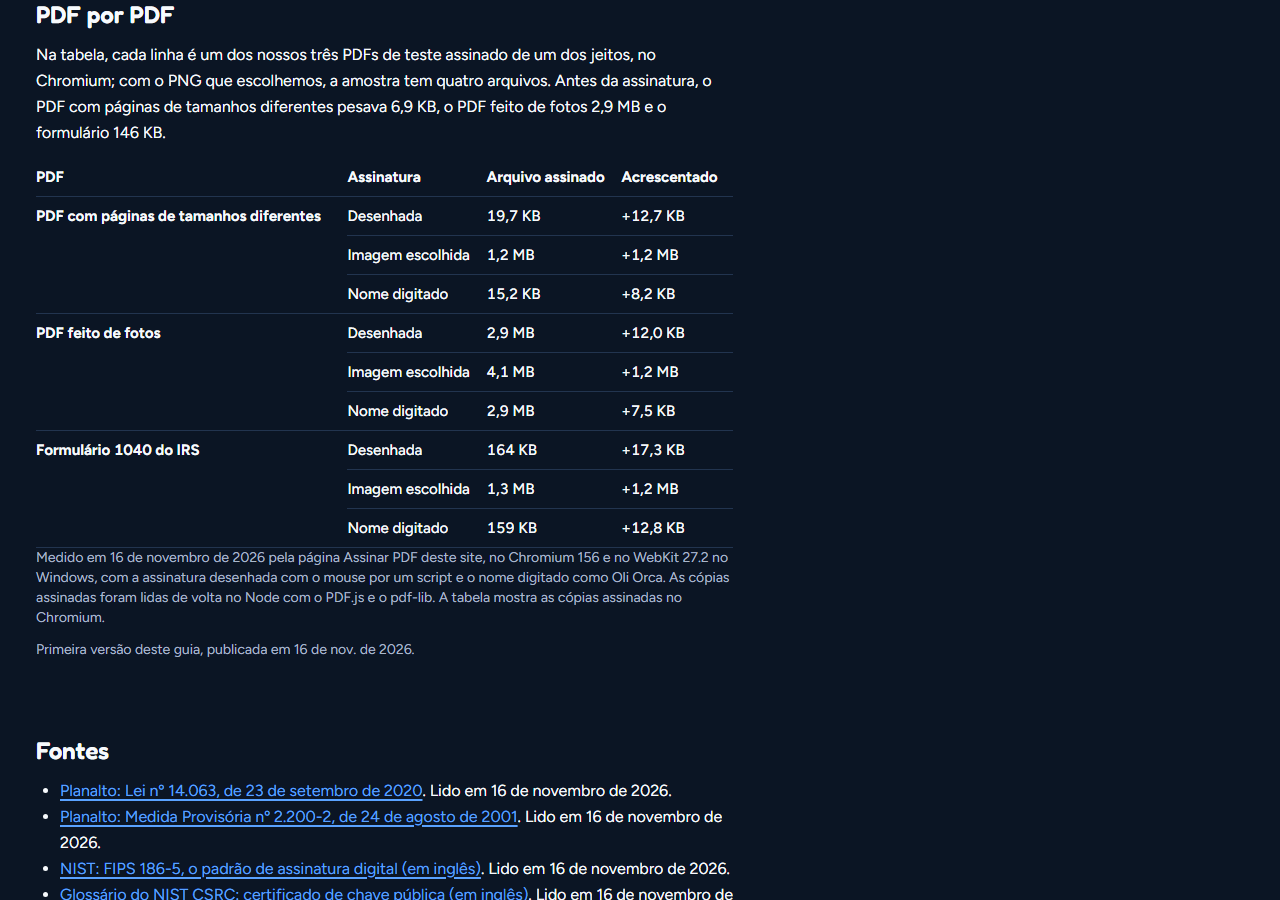 PDF por PDF
Na tabela, cada linha é um dos nossos três PDFs de teste assinado de um dos jeitos, no
Chromium; com o PNG que escolhemos, a amostra tem quatro arquivos. Antes da assinatura, o
PDF com páginas de tamanhos diferentes pesava 6,9 KB, o PDF feito de fotos 2,9 MB e o
formulário 146 KB.
PDF Assinatura Arquivo assinado Acrescentado
PDF com páginas de tamanhos diferentes Desenhada 19,7 KB +12,7 KB
Imagem escolhida 1,2 MB +1,2 MB
Nome digitado 15,2 KB +8,2 KB
PDF feito de fotos Desenhada 2,9 MB +12,0 KB
Imagem escolhida 4,1 MB +1,2 MB
Nome digitado 2,9 MB +7,5 KB
Formulário 1040 do IRS Desenhada 164 KB +17,3 KB
Imagem escolhida 1,3 MB +1,2 MB
Nome digitado 159 KB +12,8 KB
Medido em 16 de novembro de 2026 pela página Assinar PDF deste site, no Chromium 156 e no WebKit 27.2 no
Windows, com a assinatura desenhada com o mouse por um script e o nome digitado como Oli Orca. As cópias
assinadas foram lidas de volta no Node com o PDF.js e o pdf-lib. A tabela mostra as cópias assinadas no
Chromium.
Primeira versão deste guia, publicada em 16 de nov. de 2026.
Fontes
• Planalto: Lei nº 14.063, de 23 de setembro de 2020. Lido em 16 de novembro de 2026.
• Planalto: Medida Provisória nº 2.200-2, de 24 de agosto de 2001. Lido em 16 de novembro de
2026.
• NIST: FIPS 186-5, o padrão de assinatura digital (em inglês). Lido em 16 de novembro de 2026.
• Glossário do NIST CSRC: certificado de chave pública (em inglês). Lido em 16 de novembro de